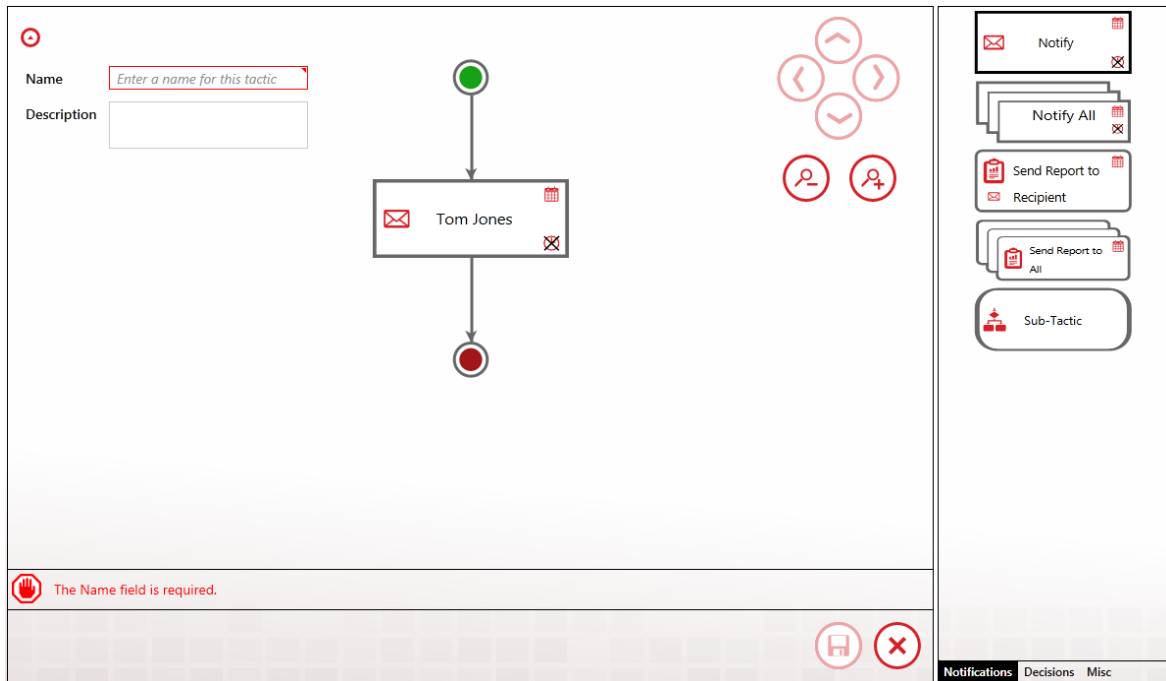 Name
Enter a name for this tactic
Description
Tom Jones
The Name field is required.
Notify
Notify All
Send Report to
Recipient
Send Report to
All
Sub-Tactic
Notifications Decisions Misc